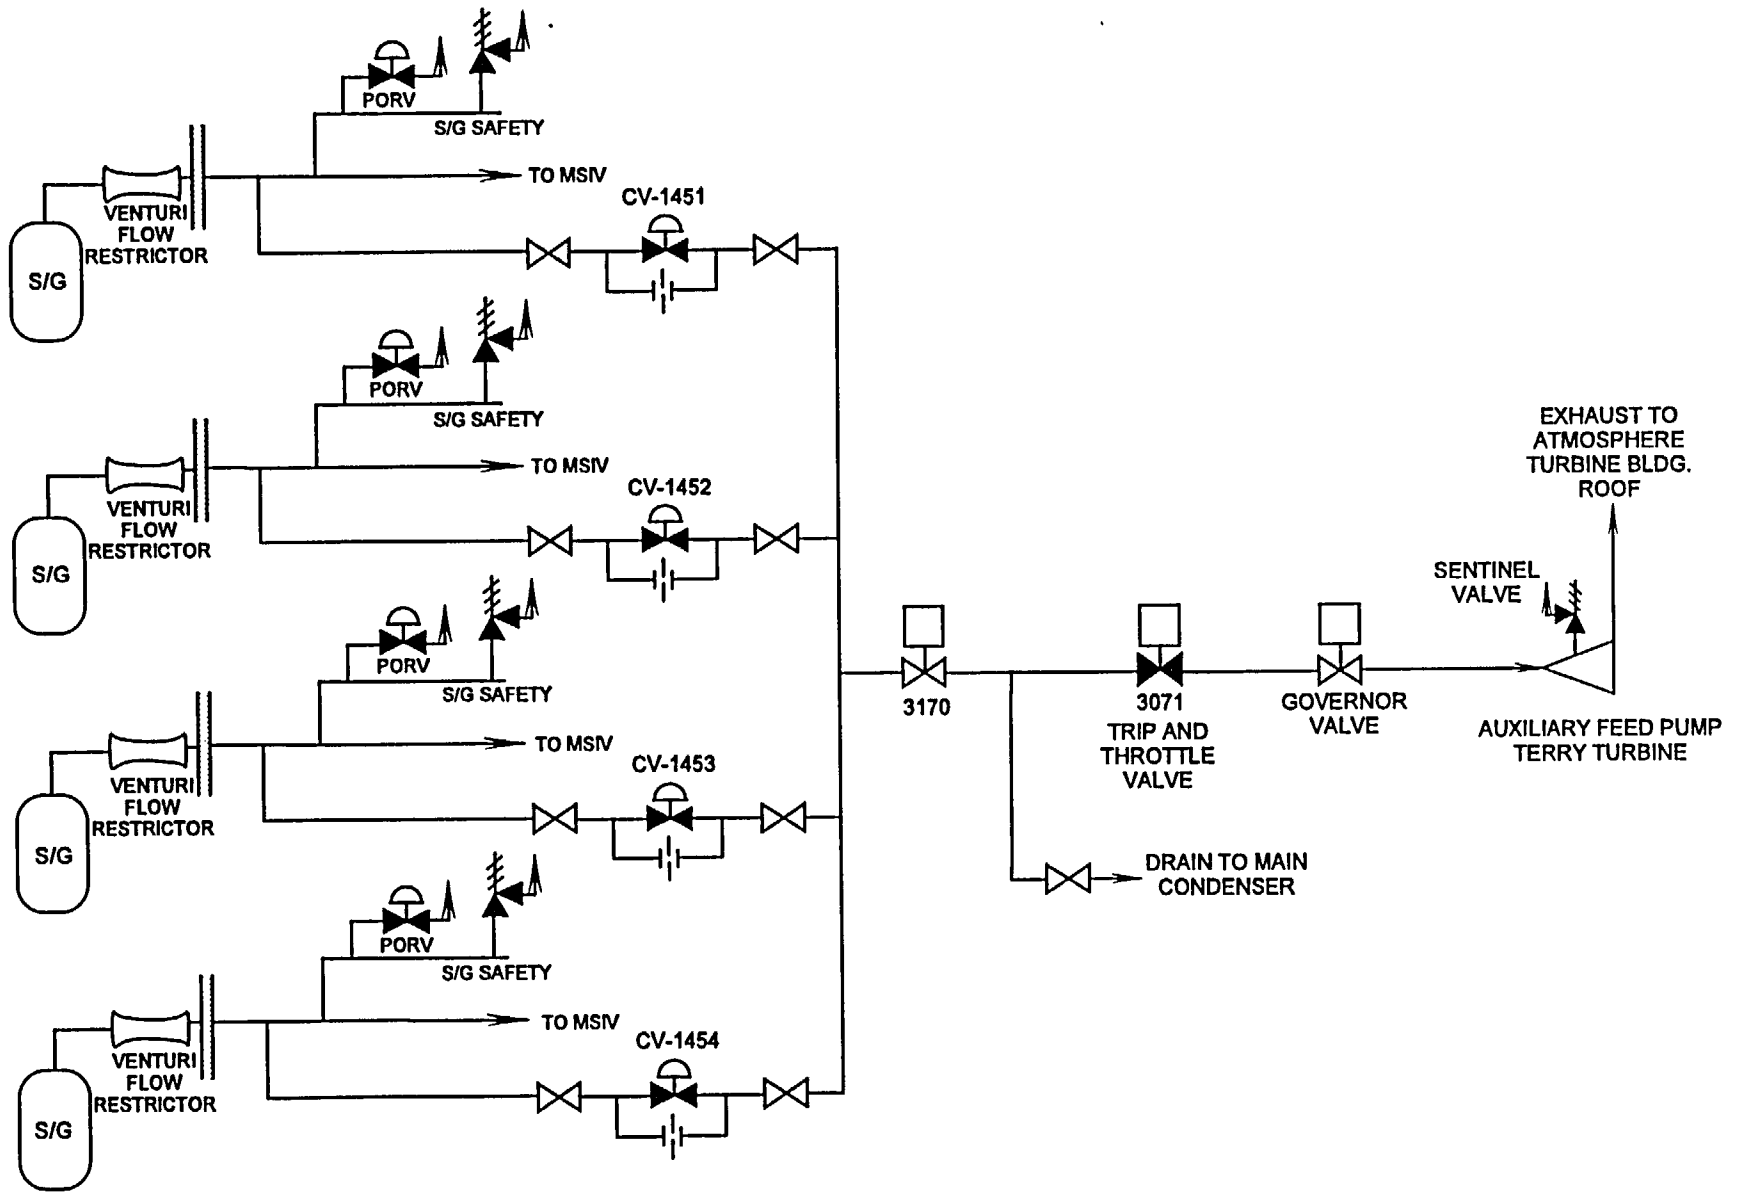 PORV
S/G SAFETY
TO MSIV
VENTURI
FLOW
RESTRICTOR
S/G
CV-1451
PORV
S/G SAFETY
TO MSIV
VENTURI
FLOW
RESTRICTOR
S/G
CV-1452
PORV
S/G SAFETY
TO MSIV
VENTURI
FLOW
RESTRICTOR
S/G
CV-1453
PORV
S/G SAFETY
TO MSIV
VENTURI
FLOW
RESTRICTOR
S/G
CV-1454
3170
3071
TRIP AND
THROTTLE
VALVE
GOVERNOR
VALVE
DRAIN TO MAIN
CONDENSER
SENTINEL
VALVE
EXHAUST TO
ATMOSPHERE
TURBINE BLDG.
ROOF
AUXILIARY FEED PUMP
TERRY TURBINE